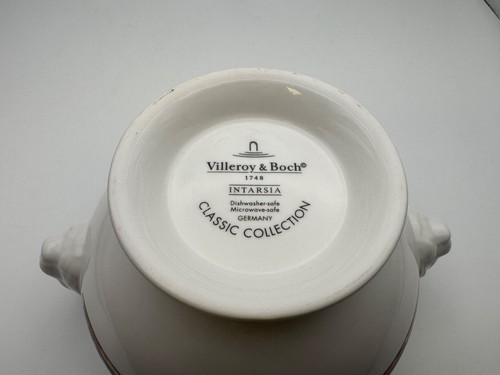 Villeroy & Boch©
1748
INTARSIA
Dishwasher-safe
Microwave-safe
GERMANY
CLASSIC COLLECTION